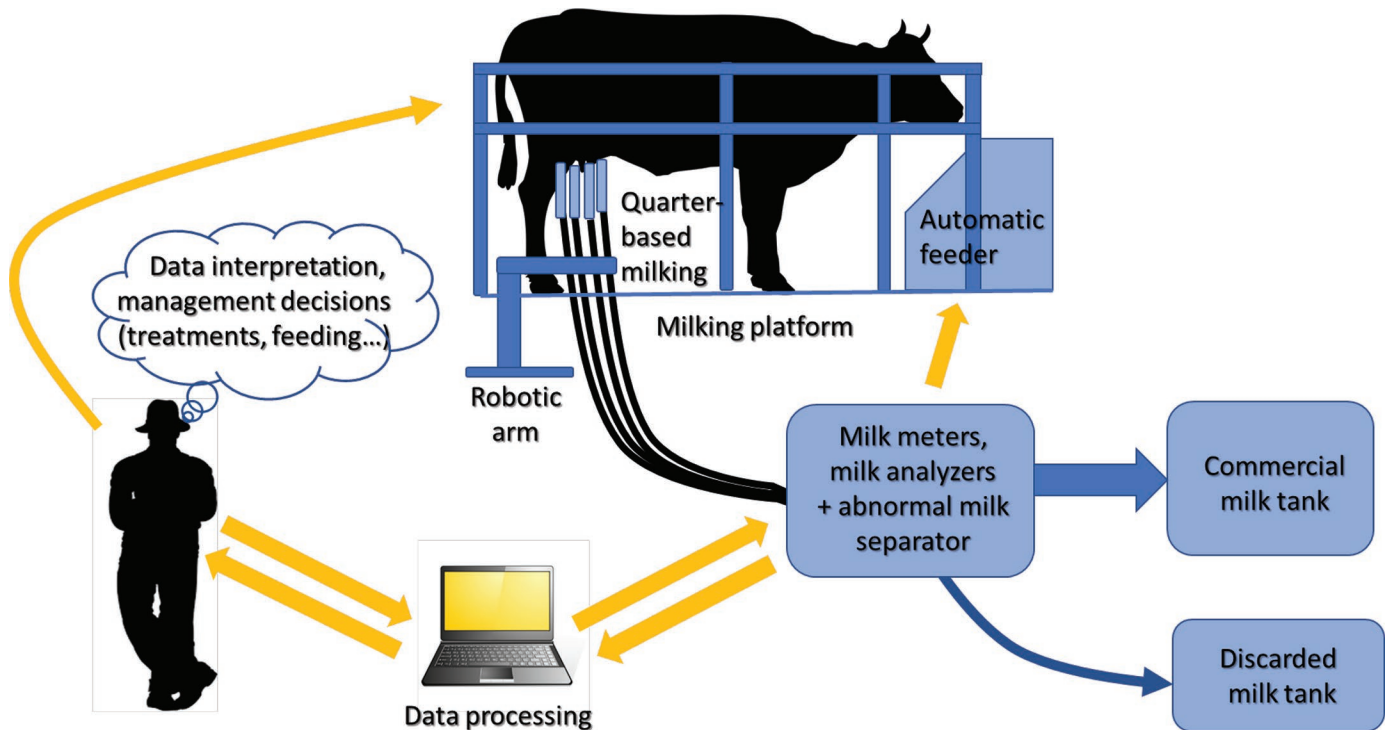 Quarter-
based
milking
Automatic
feeder
Data interpretation,
management decisions
(treatments, feeding...)
Milking platform
Robotic
arm
Milk meters,
milk analyzers
+ abnormal milk
separator
Commercial
milk tank
Discarded
milk tank
Data processing